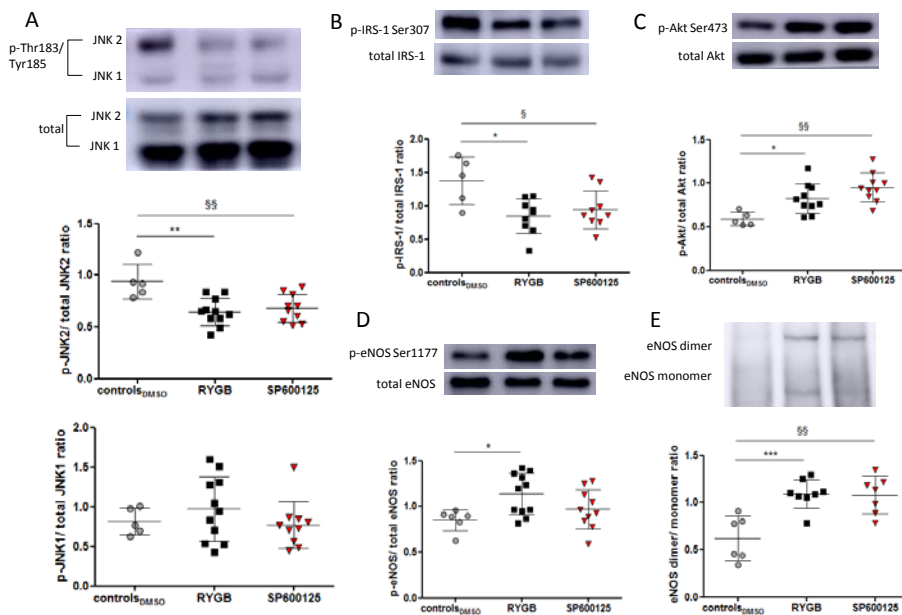 A
p-Thr183/
Tyr185
JNK 2
JNK 1
total
JNK 2
JNK 1
§§
**
p-JNK2/ total JNK2 ratio
1.5
1.0
0.5
0.0
controlsDMSO
RYGB
SP600125
p-JNK1/ total JNK1 ratio
2.0
1.5
1.0
0.5
0.0
controlsDMSO
RYGB
SP600125
B
p-IRS-1 Ser307
total IRS-1
§
*
p-IRS-1/ total IRS-1 ratio
2.0
1.5
1.0
0.5
0.0
controlsDMSO
RYGB
SP600125
C
p-Akt Ser473
total Akt
§§
*
p-Akt/ total Akt ratio
1.5
1.0
0.5
0.0
controlsDMSO
RYGB
SP600125
D
p-eNOS Ser1177
total eNOS
*
p-eNOS/ total eNOS ratio
2.0
1.5
1.0
0.5
0.0
controlsDMSO
RYGB
SP600125
E
eNOS dimer
eNOS monomer
§§
***
eNOS dimer/ monomer ratio
2.0
1.5
1.0
0.5
0.0
controlsDMSO
RYGB
SP600125